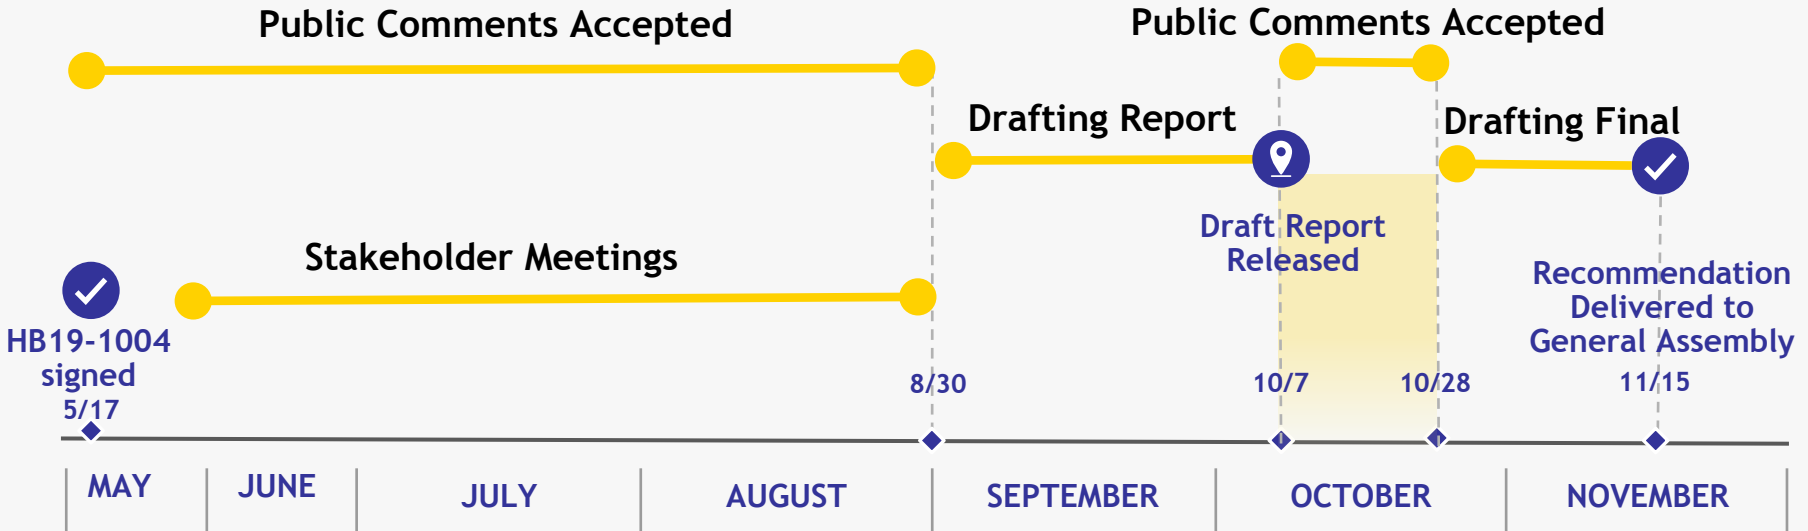 Public Comments Accepted
Public Comments Accepted
Drafting Report
Drafting Final
Draft Report
Released
Stakeholder Meetings
HB19-1004
signed
5/17
Recommendation
Delivered to
General Assembly
8/30
10/7
10/28
11/15
MAY
JUNE
JULY
AUGUST
SEPTEMBER
OCTOBER
NOVEMBER